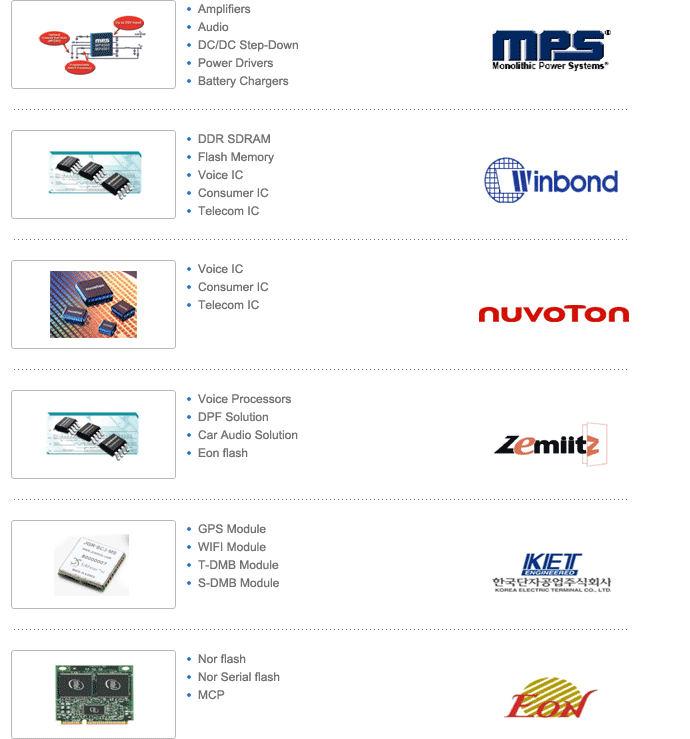 Amplifiers
Audio
DC/DC Step-Down
Power Drivers
Battery Chargers
mPS®
Monolithic Power Systems®
DDR SDRAM
Flash Memory
Voice IC
Consumer IC
Telecom IC
Winbond
Voice IC
Consumer IC
Telecom IC
nuvoTon
nuvoTon
Voice Processors
DPF Solution
Car Audio Solution
Eon flash
Zemiitz
GPS Module
WIFI Module
T-DMB Module
S-DMB Module
KET
ENGINEERED
한국단자공업주식회사
KOREA ELECTRIC TERMINAL CO., LTD.
Nor flash
Nor Serial flash
MCP
EON